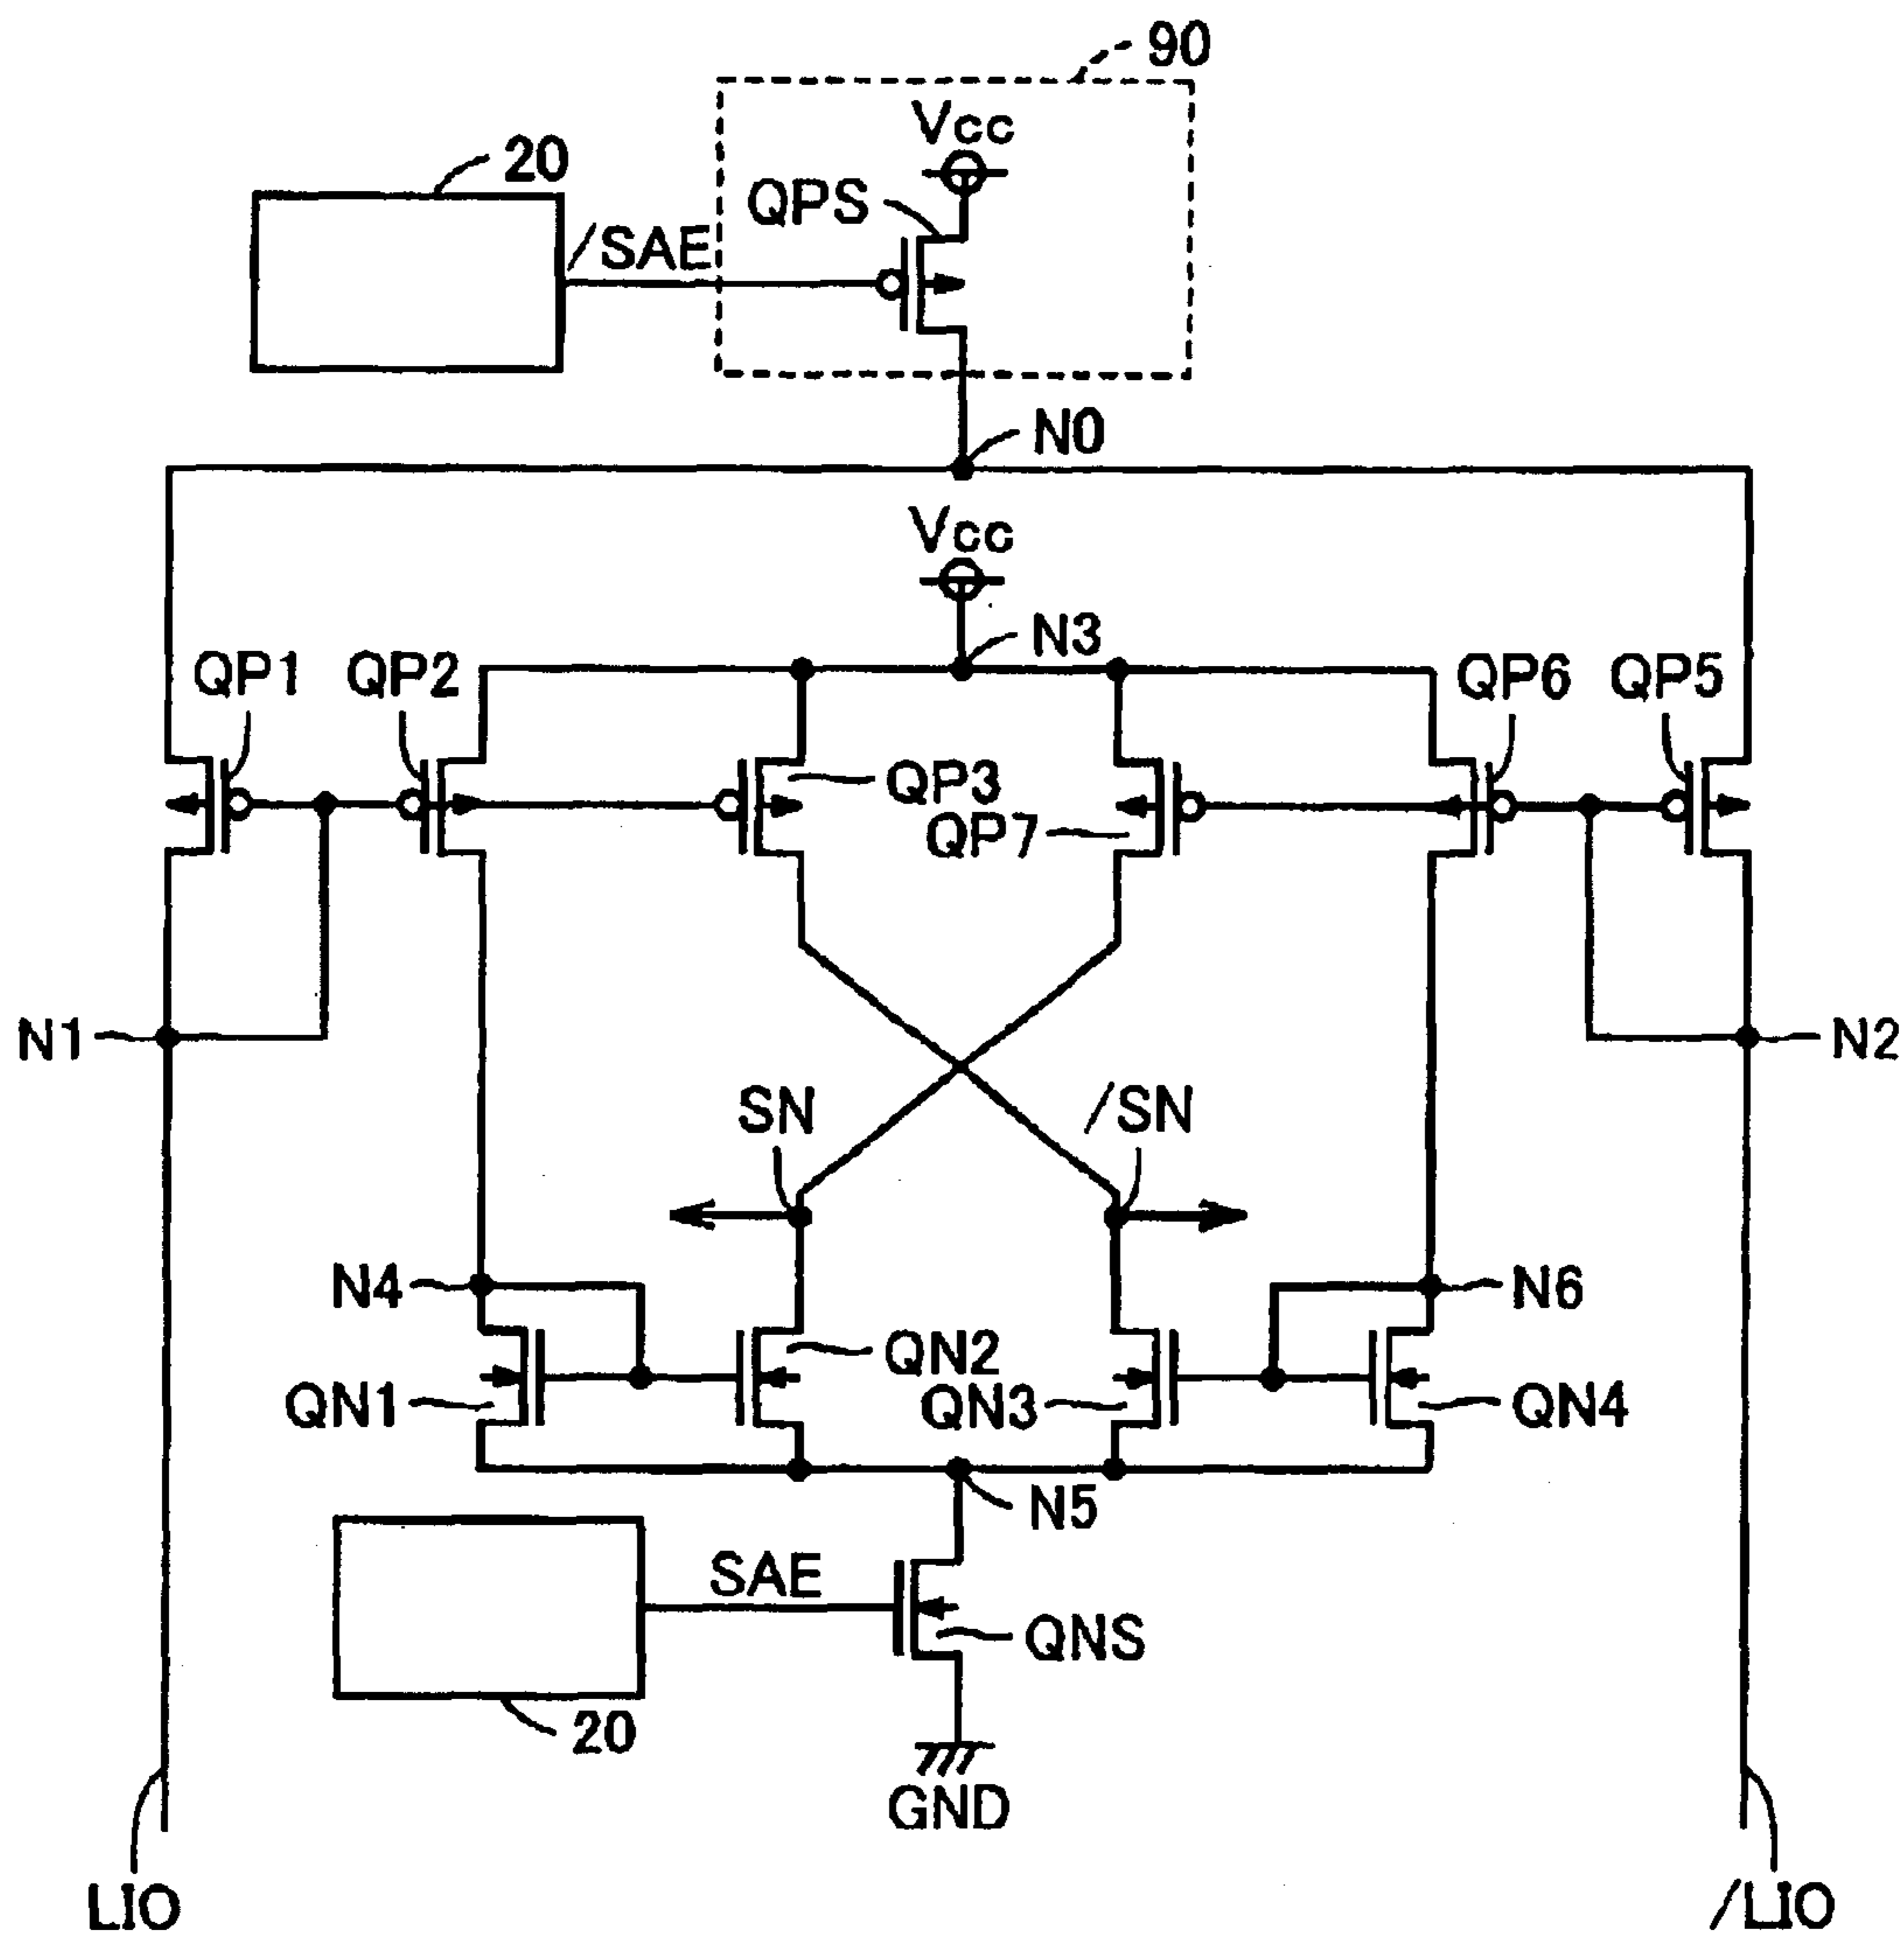 90
Vcc
20
QPS
/SAE
N0
Vcc
N3
QP1
QP2
QP6
QP5
QP3
QP7
N1
N2
SN
/SN
N4
N6
QN2
QN1
QN3
QN4
N5
SAE
QNS
20
GND
LIO
/LIO